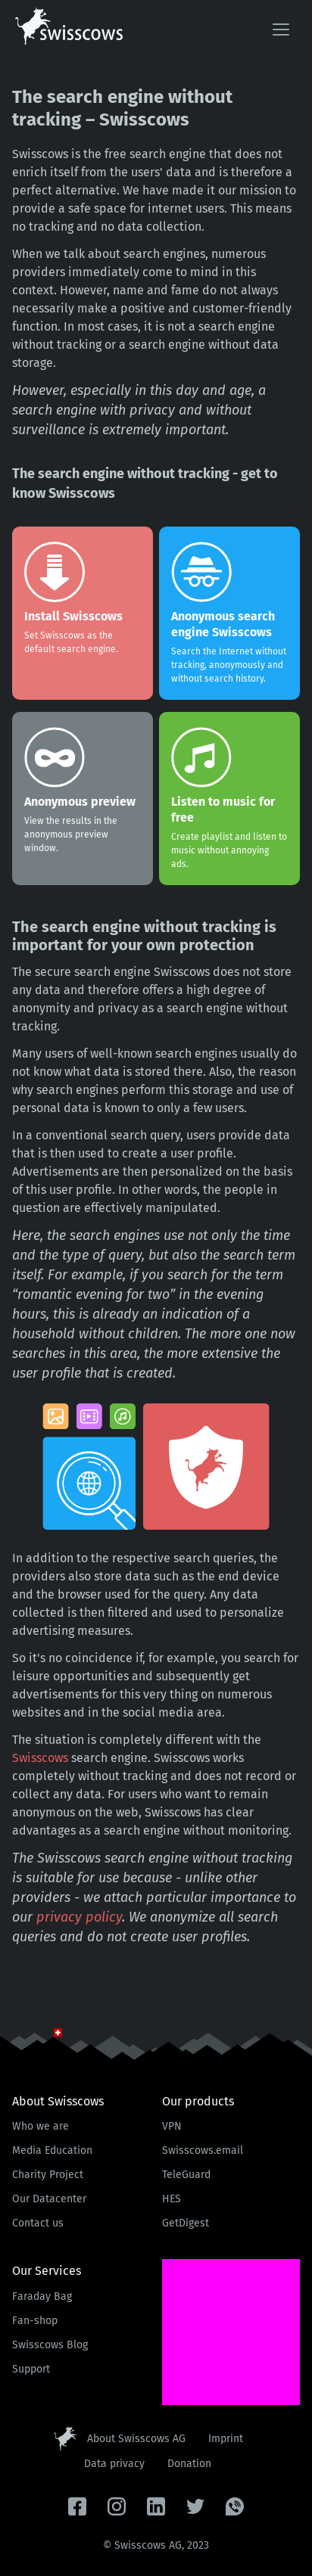 swisscows
The search engine without
tracking – Swisscows
Swisscows is the free search engine that does not
enrich itself from the users' data and is therefore a
perfect alternative. We have made it our mission to
provide a safe space for internet users. This means
no tracking and no data collection.
When we talk about search engines, numerous
providers immediately come to mind in this
context. However, name and fame do not always
necessarily make a positive and customer-friendly
function. In most cases, it is not a search engine
without tracking or a search engine without data
storage.
However, especially in this day and age, a
search engine with privacy and without
surveillance is extremely important.
The search engine without tracking - get to
know Swisscows
Install Swisscows
Set Swisscows as the
default search engine.
Anonymous search
engine Swisscows
Search the Internet without
tracking, anonymously and
without search history.
Anonymous preview
View the results in the
anonymous preview
window.
Listen to music for
free
Create playlist and listen to
music without annoying
ads.
The search engine without tracking is
important for your own protection
The secure search engine Swisscows does not store
any data and therefore offers a high degree of
anonymity and privacy as a search engine without
tracking.
Many users of well-known search engines usually do
not know what data is stored there. Also, the reason
why search engines perform this storage and use of
personal data is known to only a few users.
In a conventional search query, users provide data
that is then used to create a user profile.
Advertisements are then personalized on the basis
of this user profile. In other words, the people in
question are effectively manipulated.
Here, the search engines use not only the time
and the type of query, but also the search term
itself. For example, if you search for the term
“romantic evening for two” in the evening
hours, this is already an indication of a
household without children. The more one now
searches in this area, the more extensive the
user profile that is created.
In addition to the respective search queries, the
providers also store data such as the end device
and the browser used for the query. Any data
collected is then filtered and used to personalize
advertising measures.
So it's no coincidence if, for example, you search for
leisure opportunities and subsequently get
advertisements for this very thing on numerous
websites and in the social media area.
The situation is completely different with the
Swisscows search engine. Swisscows works
completely without tracking and does not record or
collect any data. For users who want to remain
anonymous on the web, Swisscows has clear
advantages as a search engine without monitoring.
The Swisscows search engine without tracking
is suitable for use because - unlike other
providers - we attach particular importance to
our privacy policy. We anonymize all search
queries and do not create user profiles.
About Swisscows
Who we are
Media Education
Charity Project
Our Datacenter
Contact us
Our products
VPN
Swisscows.email
TeleGuard
HES
GetDigest
Our Services
Faraday Bag
Fan-shop
Swisscows Blog
Support
About Swisscows AG Imprint
Data privacy Donation
© Swisscows AG, 2023